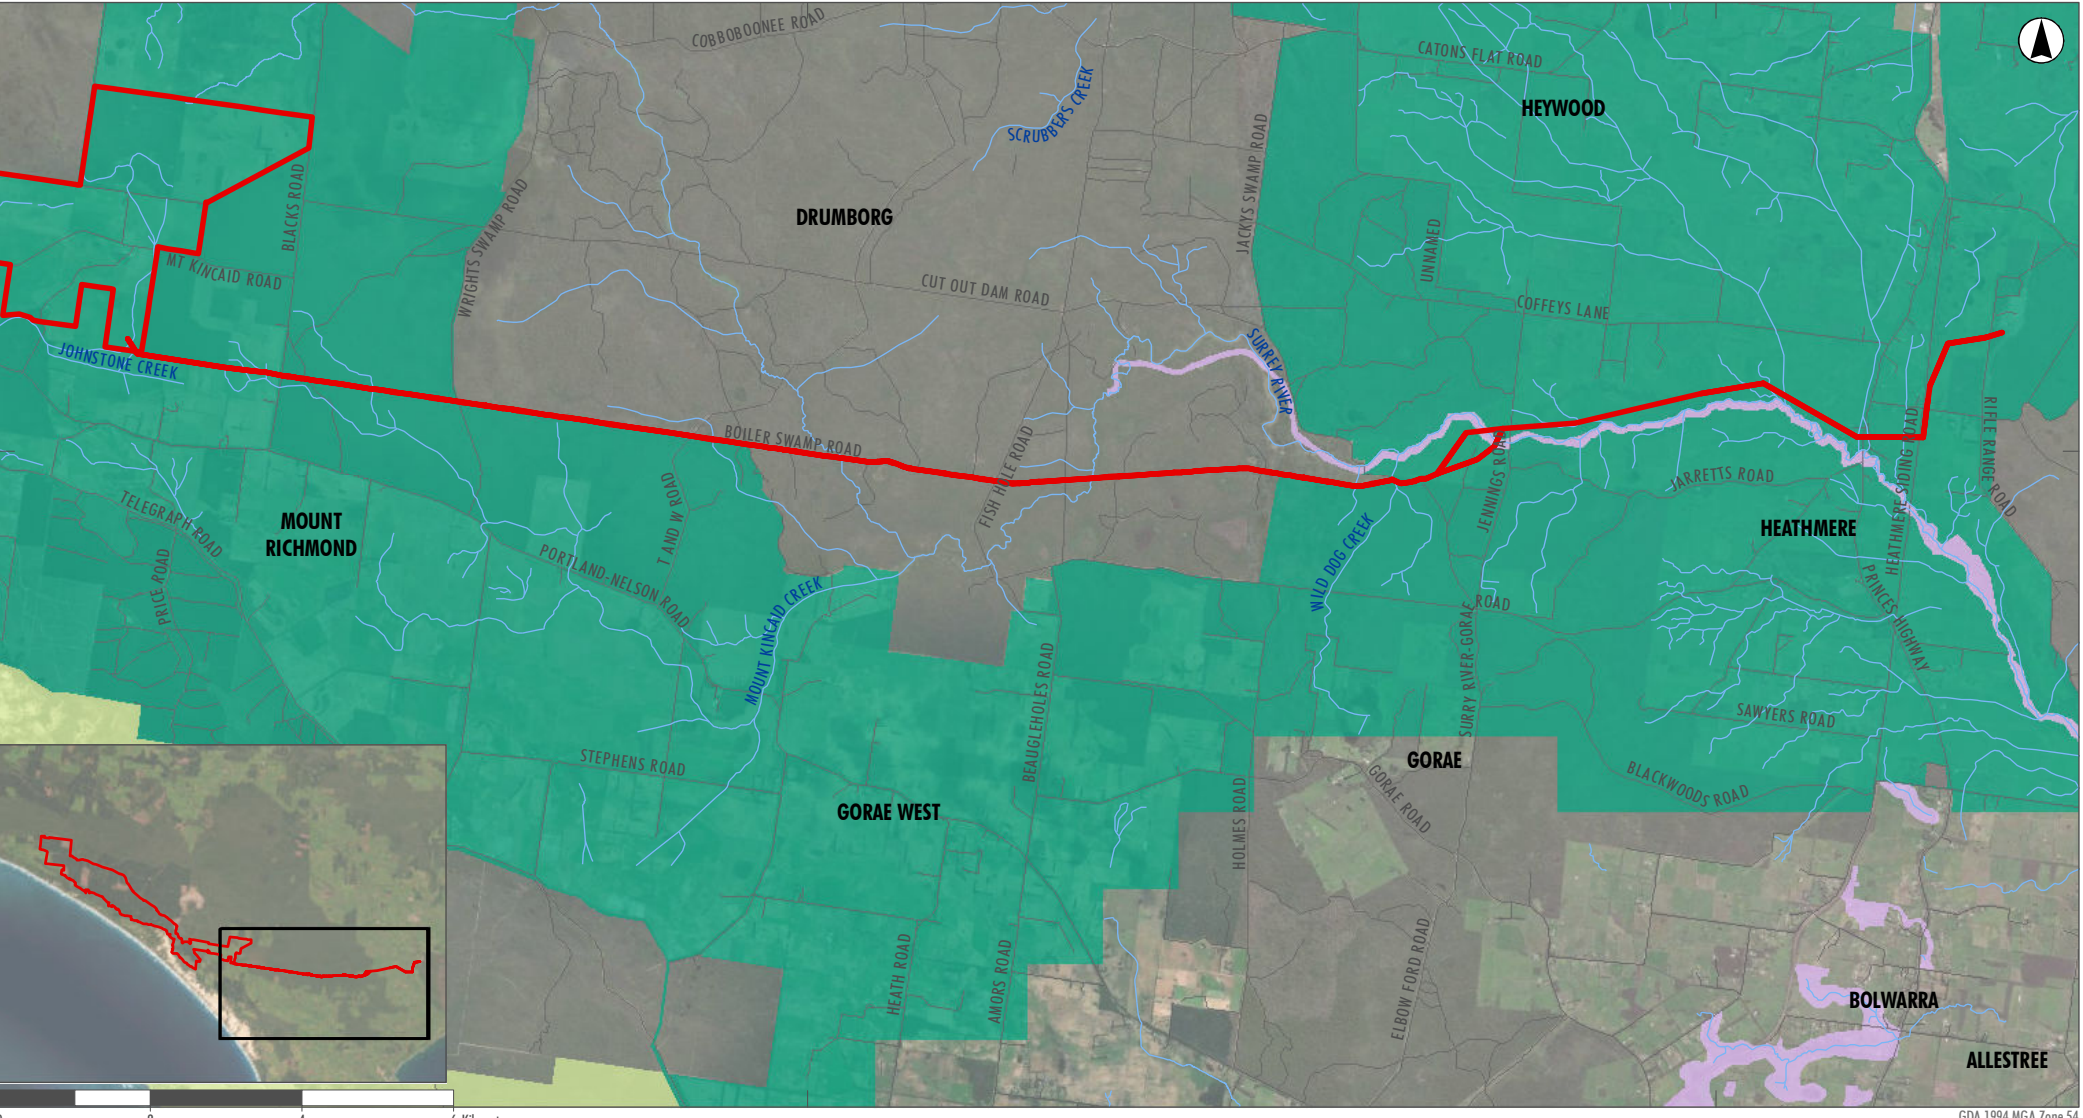 COBBOBOONEE ROAD
CATONS FLAT ROAD
SCRUBBERS CREEK
HEYWOOD
JACKYS SWAMP ROAD
BLACKS ROAD
WRIGHTS SWAMP ROAD
DRUMBORG
UNNAMED
MT KINCAID ROAD
CUT OUT DAM ROAD
COFFEYS LANE
JOHNSTONE CREEK
SURREY RIVER
BOILER SWAMP ROAD
FISH HOLE ROAD
JENNINGS ROAD
JARRETTS ROAD
HEATHMERE SIDING ROAD
RIFLE RANGE ROAD
TELEGRAPH ROAD
MOUNT
RICHMOND
T AND W ROAD
HEATHMERE
PRICE ROAD
PORTLAND-NELSON ROAD
MOUNT KINCAID CREEK
WILD DOG CREEK
SURRY RIVER-GORAE ROAD
PRINCES HIGHWAY
BEAUGLEHOLES ROAD
SAWYERS ROAD
STEPHENS ROAD
GORAE
GORAE ROAD
BLACKWOODS ROAD
GORAE WEST
HOLMES ROAD
HEATH ROAD
AMORS ROAD
ELBOW FORD ROAD
BOLWARRA
ALLESTREE
GDA 1994 MGA Zone 54